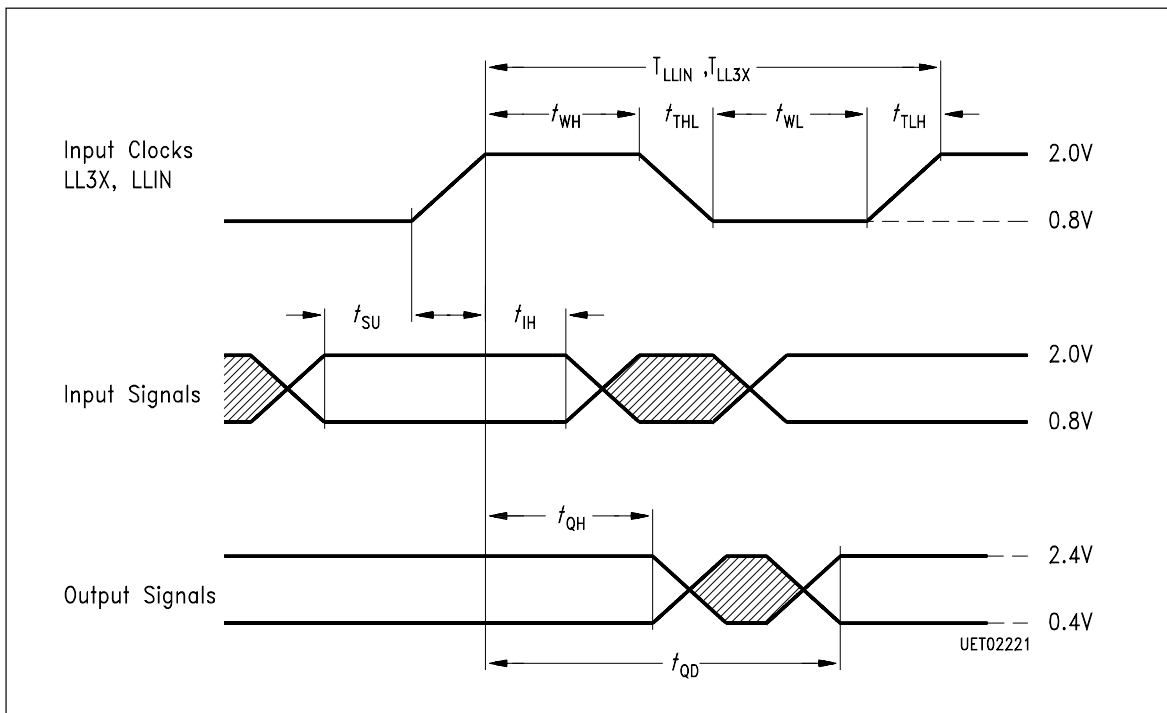 T_LLIN ,T_LL3X
t_WH t_THL t_WL t_TLH
Input Clocks
LL3X, LLIN
2.0V
0.8V
t_SU t_IH
2.0V
Input Signals
0.8V
t_QH
2.4V
Output Signals
0.4V
UET02221
t_QD